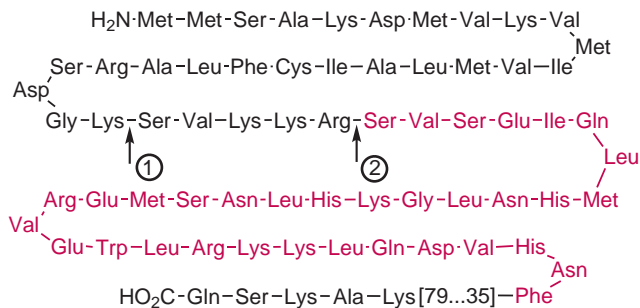 H₂N-Met-Met-Ser-Ala-Lys-Asp-Met-Val-Lys-Val
Met
Ser-Arg-Ala-Leu-Phe-Cys-Ile-Ala-Leu-Met-Val-Ile
Asp
Gly-Lys-Ser-Val-Lys-Lys-Arg-Ser-Val-Ser-Glu-Ile-Gln
① ②
Leu
Arg-Glu-Met-Ser-Asn-Leu-His-Lys-Gly-Leu-Asn-His-Met
Val
Glu-Trp-Leu-Arg-Lys-Lys-Leu-Gln-Asp-Val-His
Asn
HO₂C-Gln-Ser-Lys-Ala-Lys[79...35]-Phe